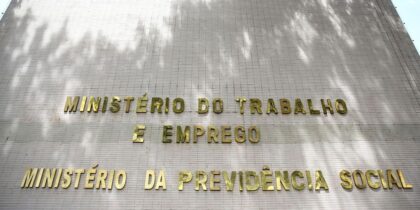 MINISTÉRIO DO TRABALHO
E EMPREGO
MINISTÉRIO DA PREVIDÊNCIA SOCIAL